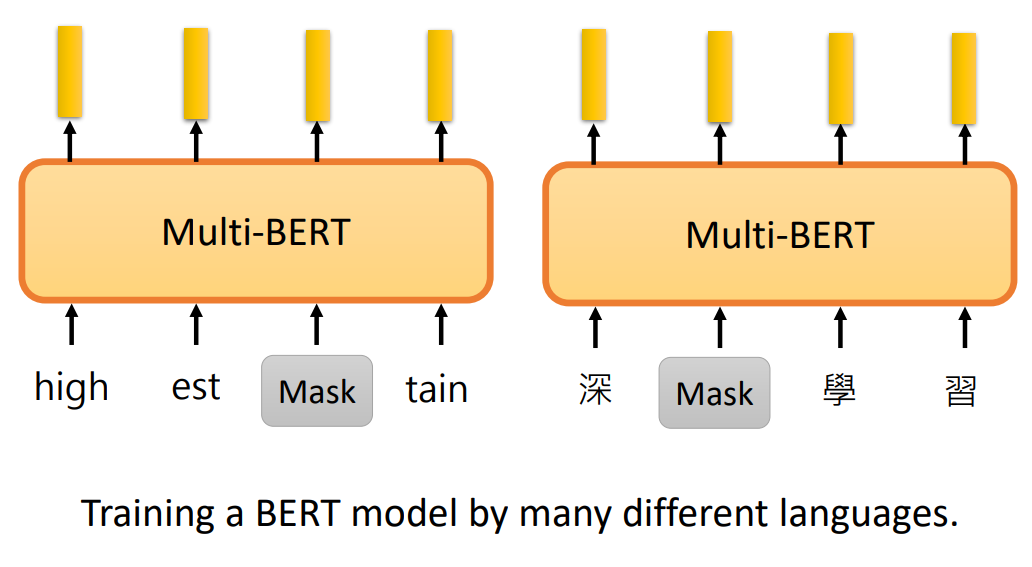 Multi-BERT Multi-BERT
high est Mask tain 深 Mask 學 習
Training a BERT model by many different languages.